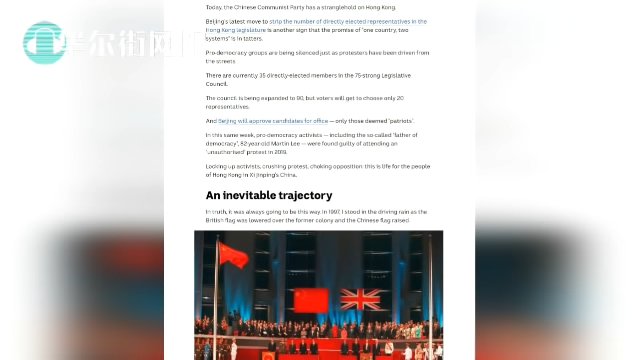 Today, the Chinese Communist Party has a stranglehold on Hong Kong.
华尔街网
Beijing's latest move to strip the number of directly elected representatives in the
Hong Kong legislature is another sign that the promise of "one country, two
systems" is in tatters.
Pro-democracy groups are being silenced just as protesters have been driven from
the streets.
There are currently 35 directly-elected members in the 75-strong Legislative
Council.
The council is being expanded to 90, but voters will get to choose only 20
representatives.
And Beijing will approve candidates for office — only those deemed 'patriots'.
In this same week, pro-democracy activists — including the so-called 'father of
democracy', 82-year-old Martin Lee — were found guilty of attending an
'unauthorised' protest in 2019.
Locking up activists, crushing protest, choking opposition: this is life for the people
of Hong Kong in Xi Jinping's China.
An inevitable trajectory
In truth, it was always going to be this way. In 1997, I stood in the driving rain as the
British flag was lowered over the former colony and the Chinese flag raised.